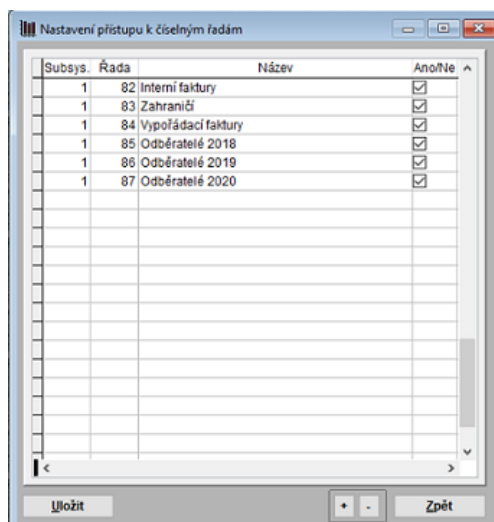 Nastavení přístupu k číselným řadám
Subsys. Řada Název Ano/Ne
1 82 Interní faktury
1 83 Zahraničí
1 84 Vypořádací faktury
1 85 Odběratelé 2018
1 86 Odběratelé 2019
1 87 Odběratelé 2020
Uložit + - Zpět